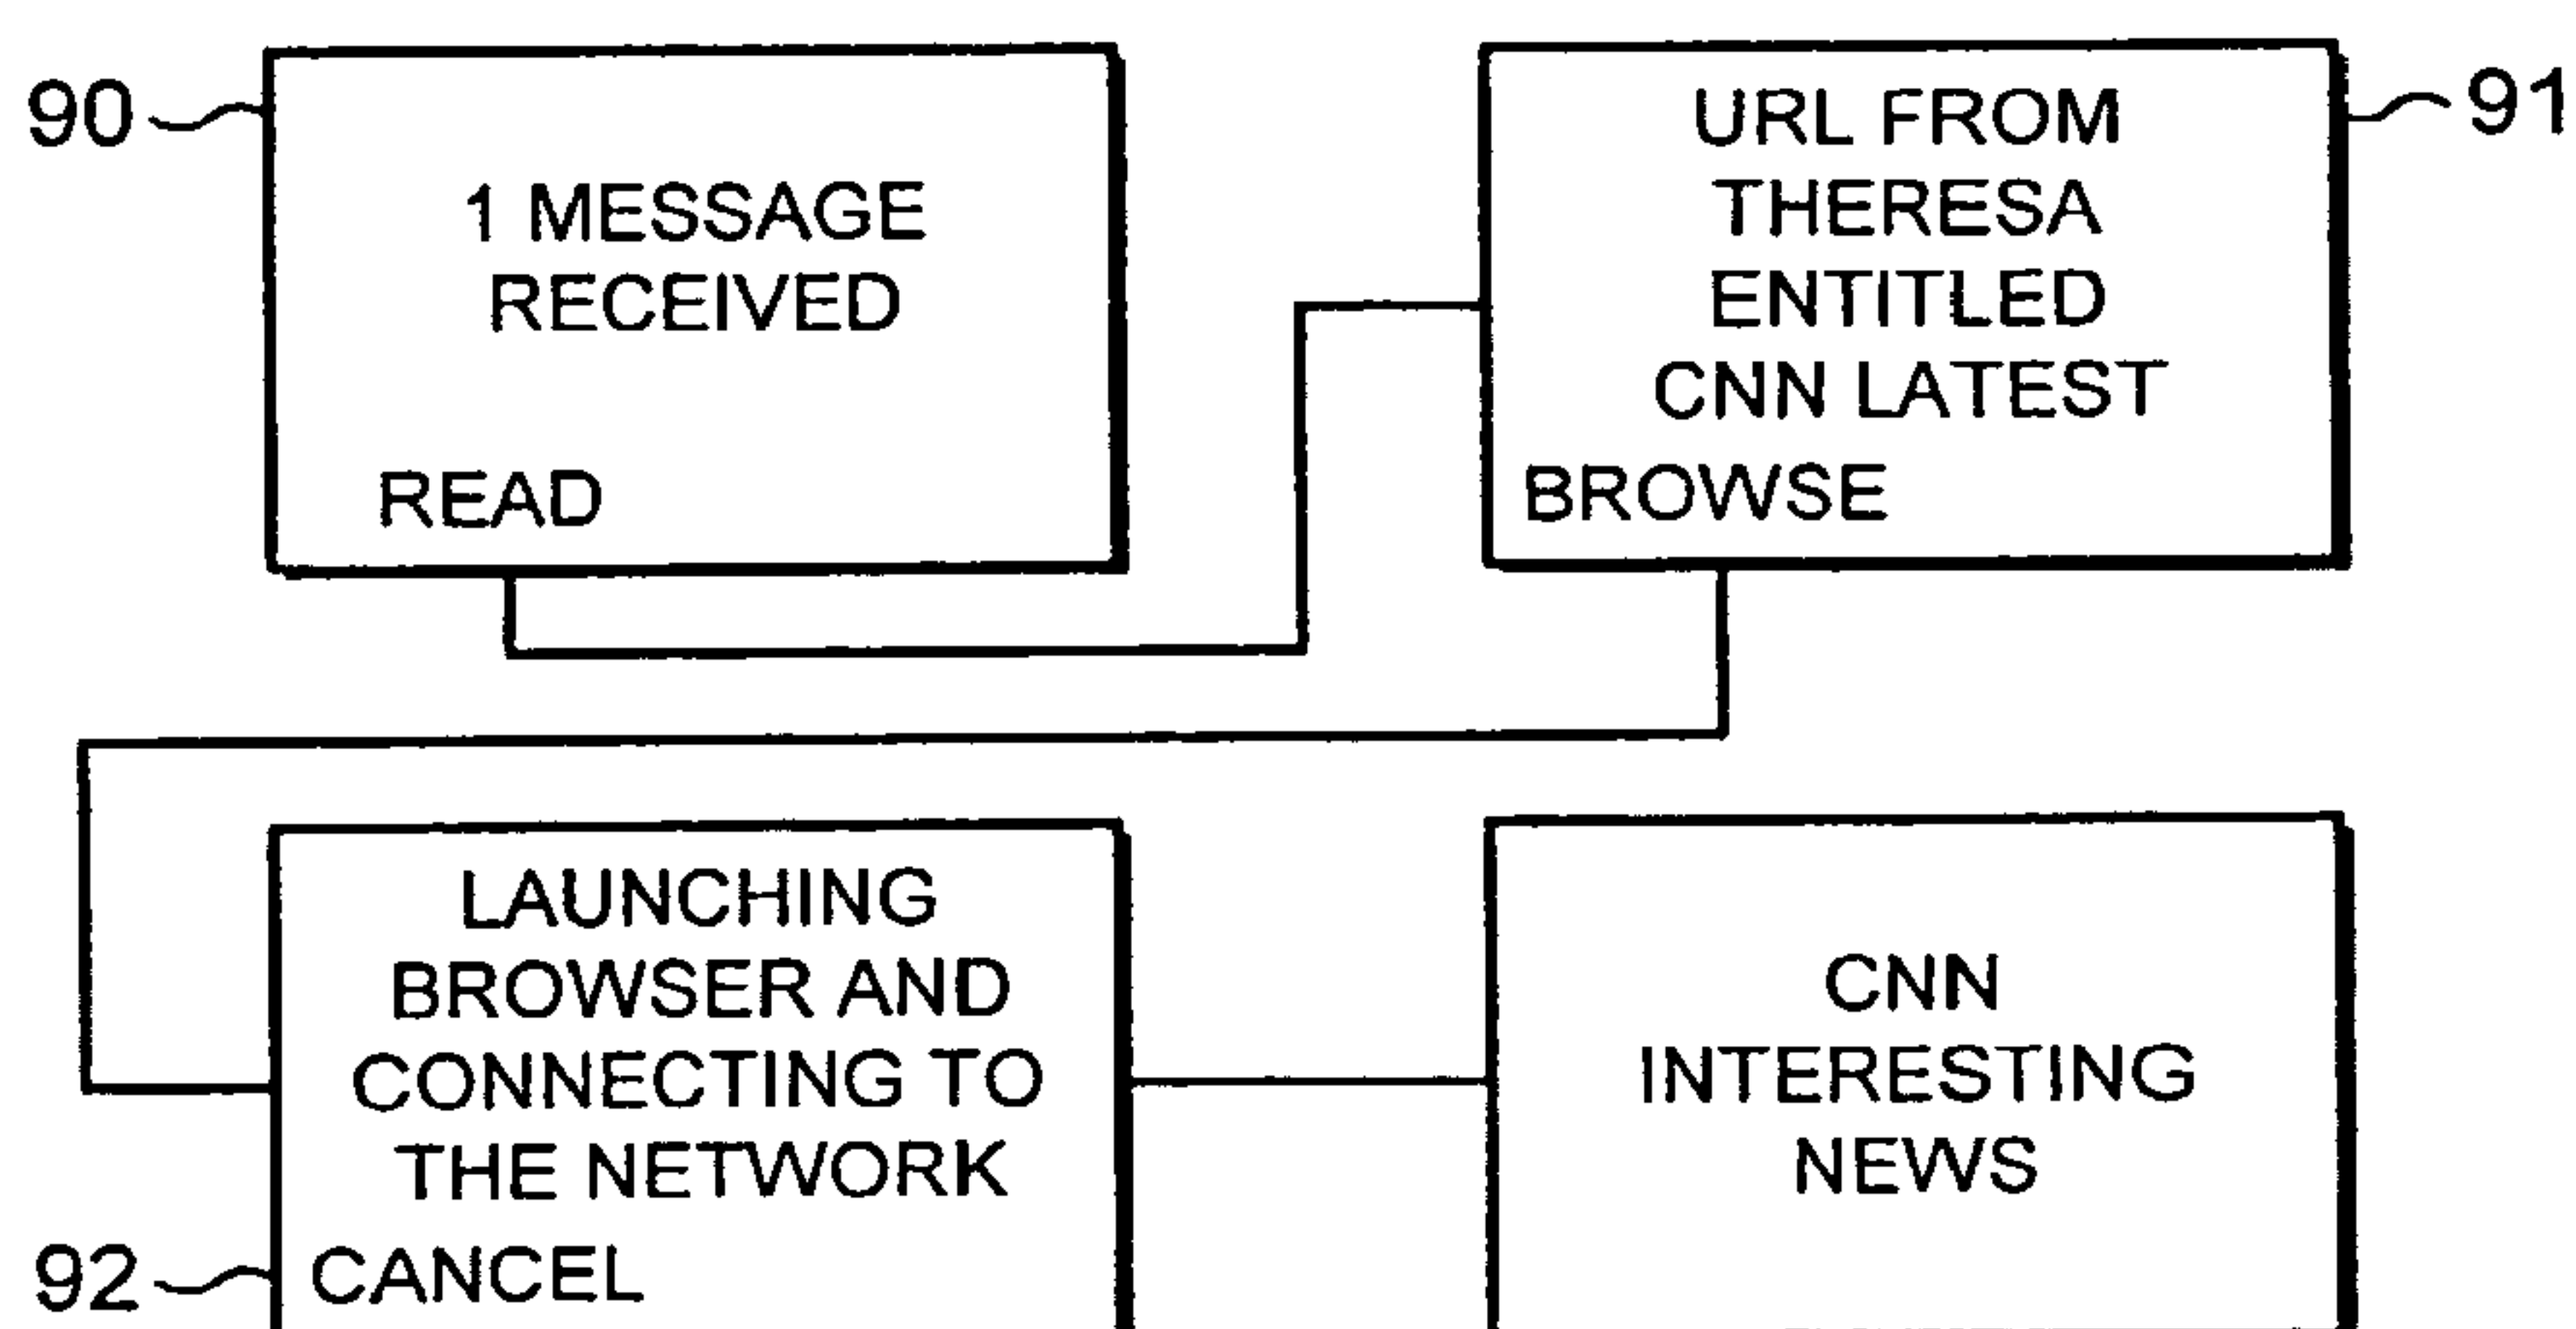 90
1 MESSAGE
RECEIVED
READ
URL FROM
THERESA
ENTITLED
CNN LATEST
BROWSE
91
LAUNCHING
BROWSER AND
CONNECTING TO
THE NETWORK
CANCEL
92
CNN
INTERESTING
NEWS